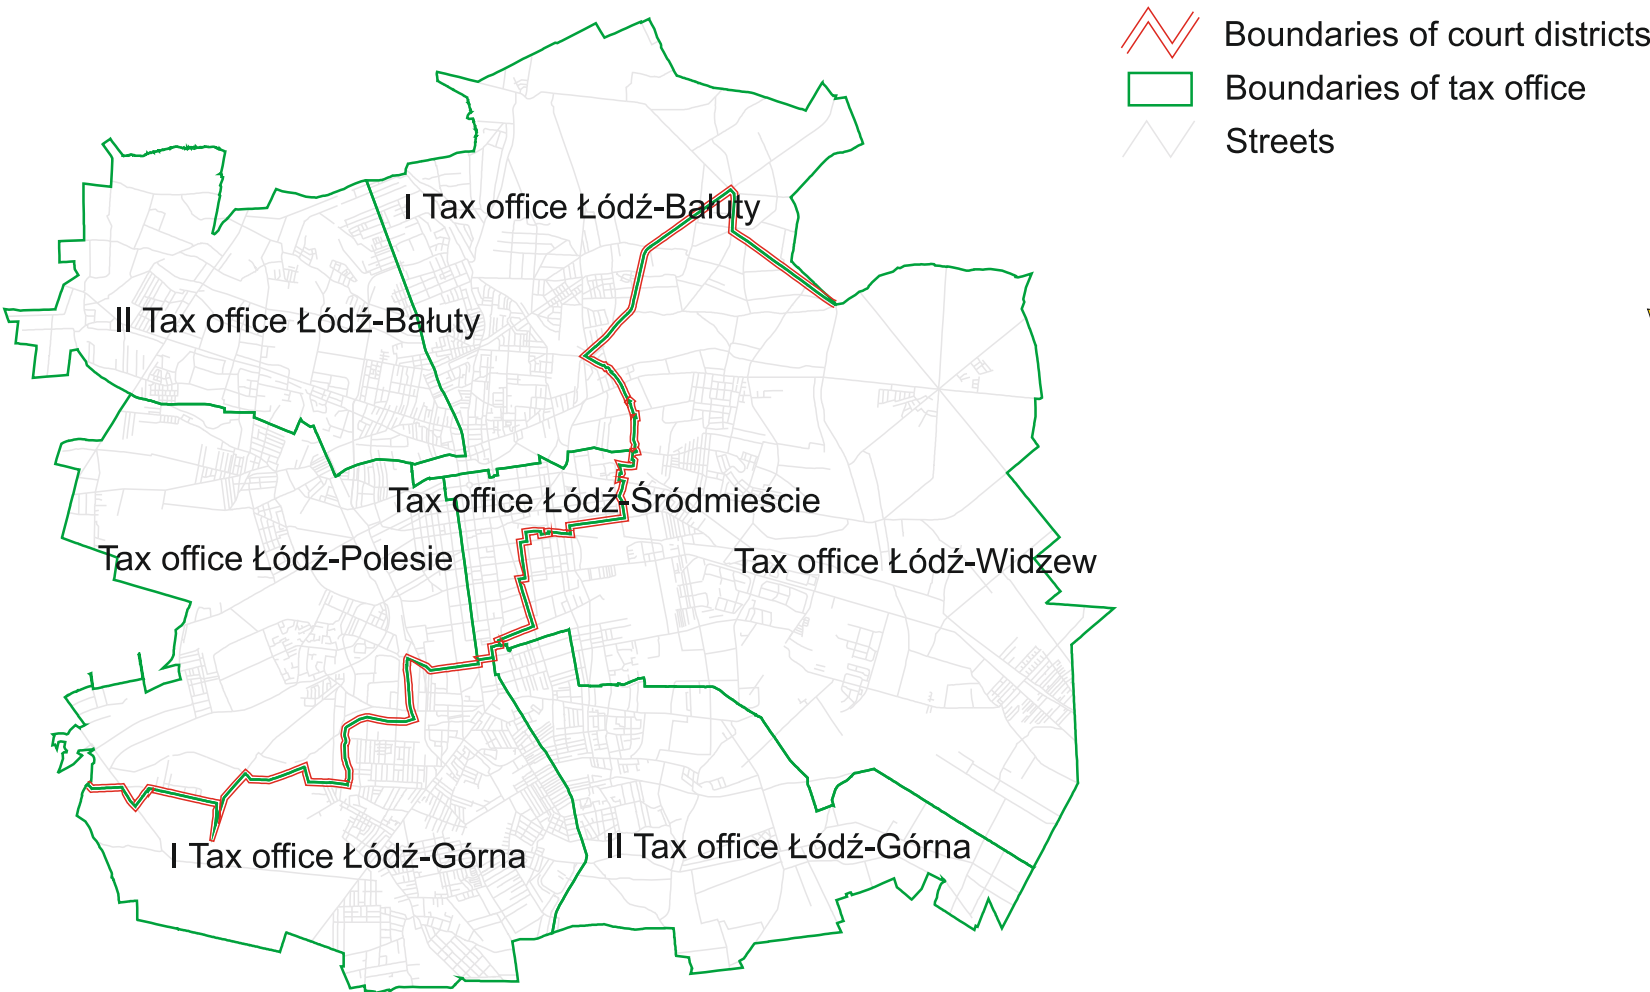 Boundaries of court districts
Boundaries of tax office
Streets
I Tax office Łódź-Bałuty
II Tax office Łódź-Bałuty
Tax office Łódź-Śródmieście
Tax office Łódź-Polesie
Tax office Łódź-Widzew
I Tax office Łódź-Górna
II Tax office Łódź-Górna